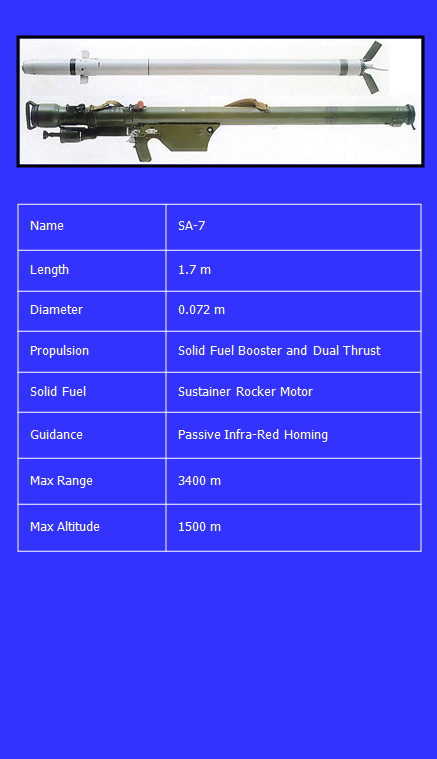 Name SA-7
Length 1.7 m
Diameter 0.072 m
Propulsion Solid Fuel Booster and Dual Thrust
Solid Fuel Sustainer Rocker Motor
Guidance Passive Infra-Red Homing
Max Range 3400 m
Max Altitude 1500 m